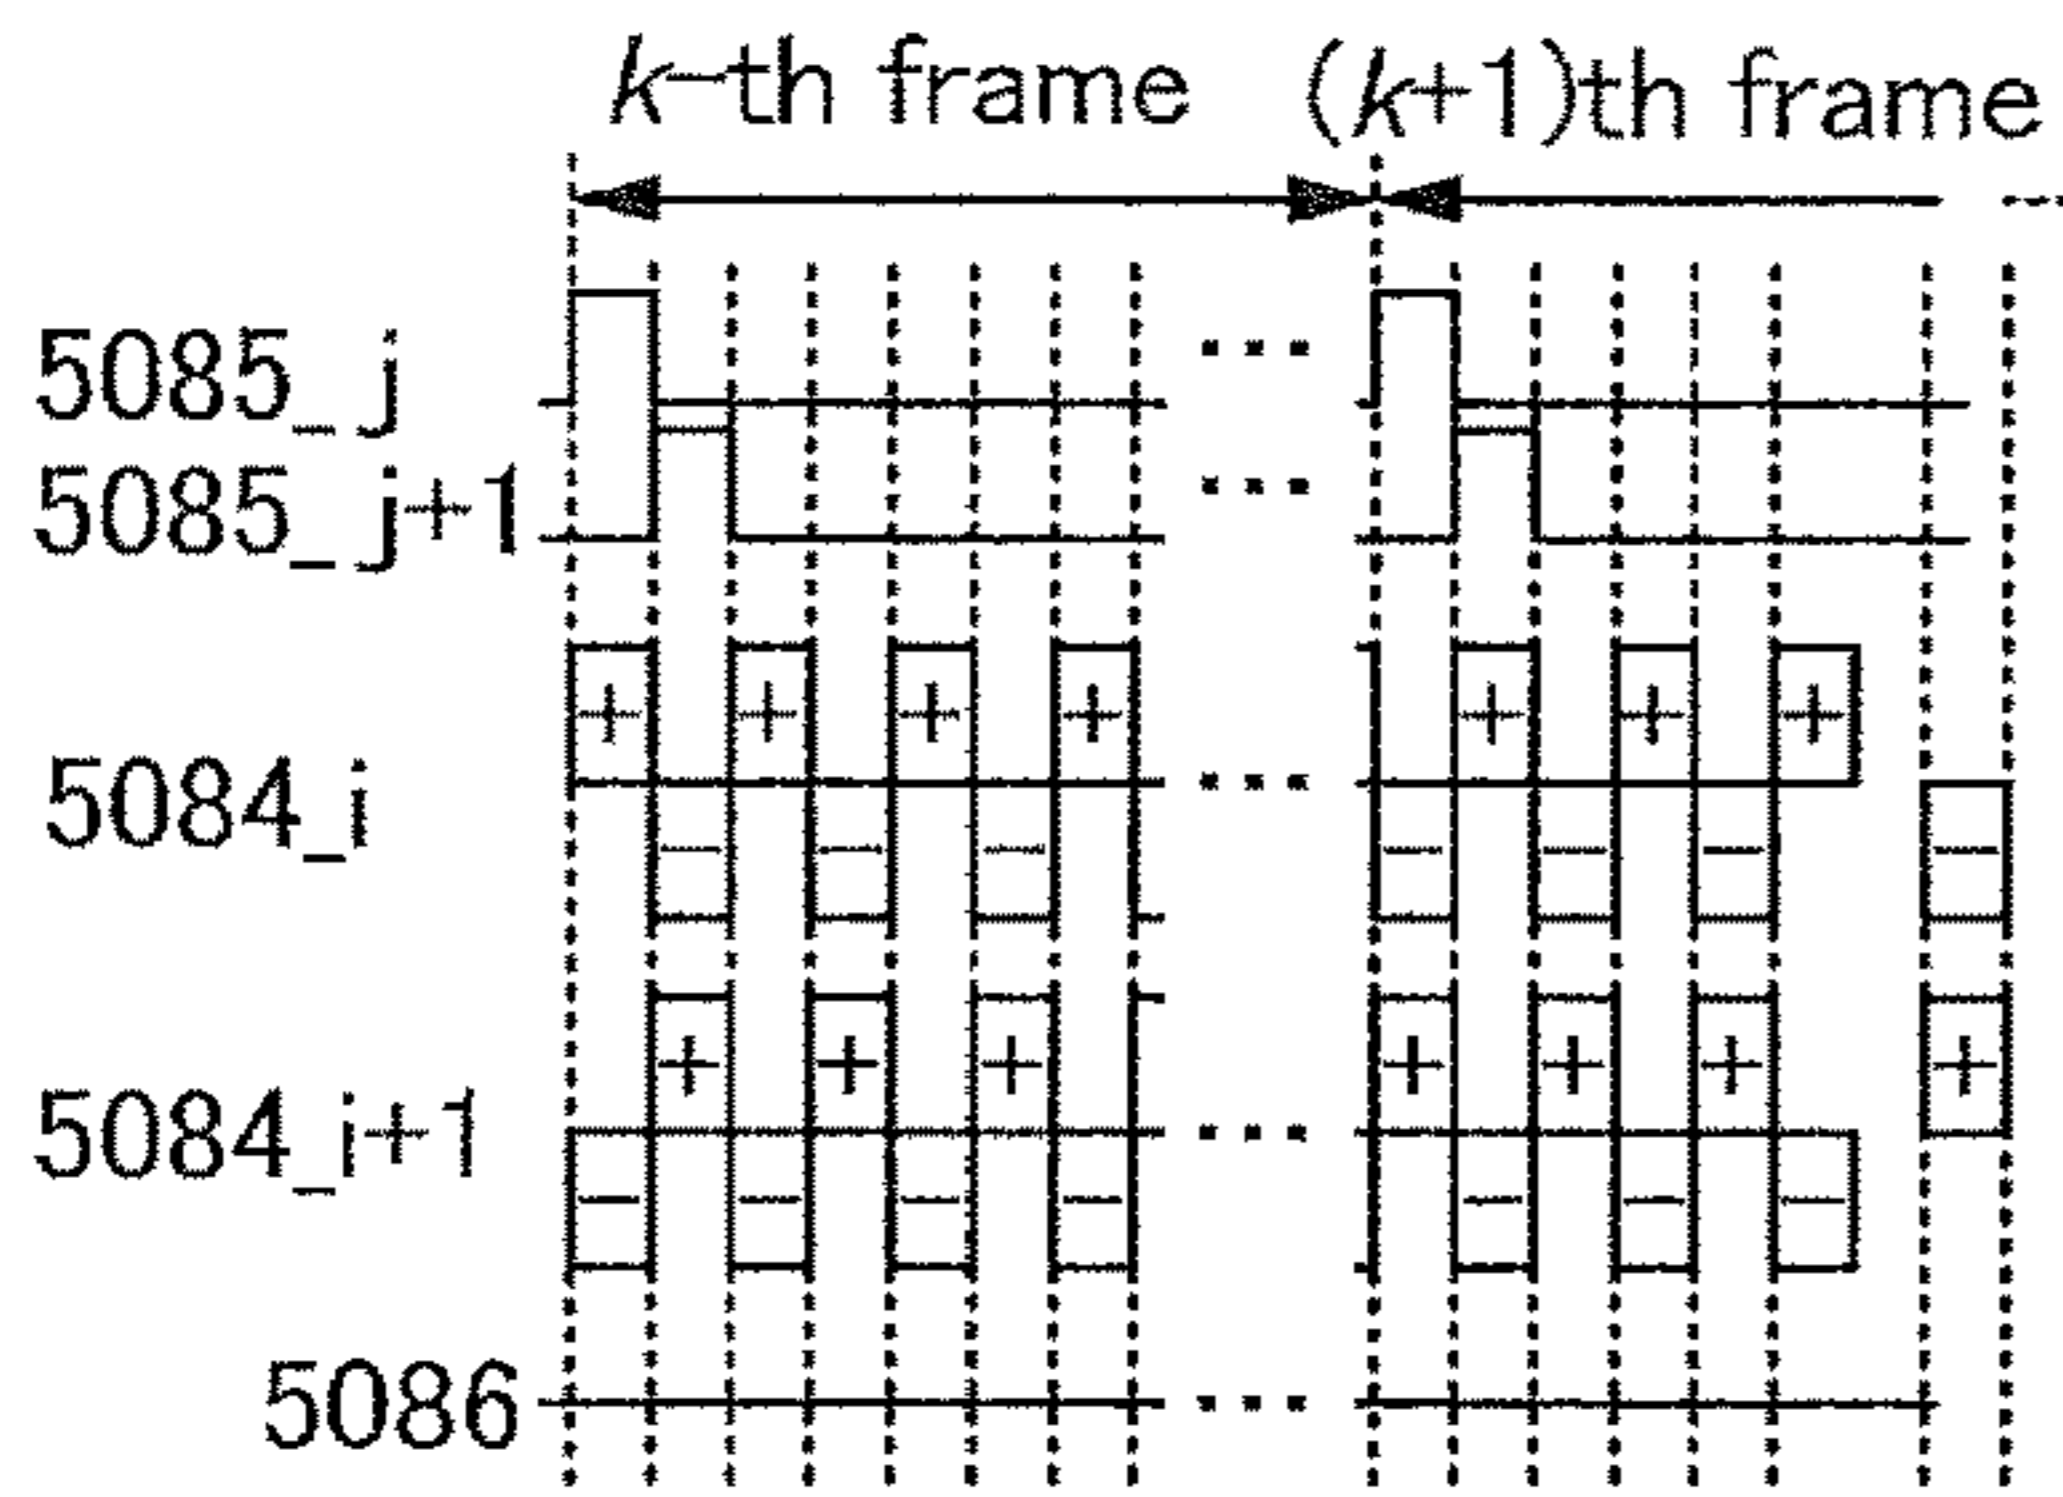 k-th frame (k+1)th frame
5085_j
5085_j+1
+ + + + + + +
5084_i
− − − − − − −
+ + + + + + +
5084_i+1
− − − − − − −
5086